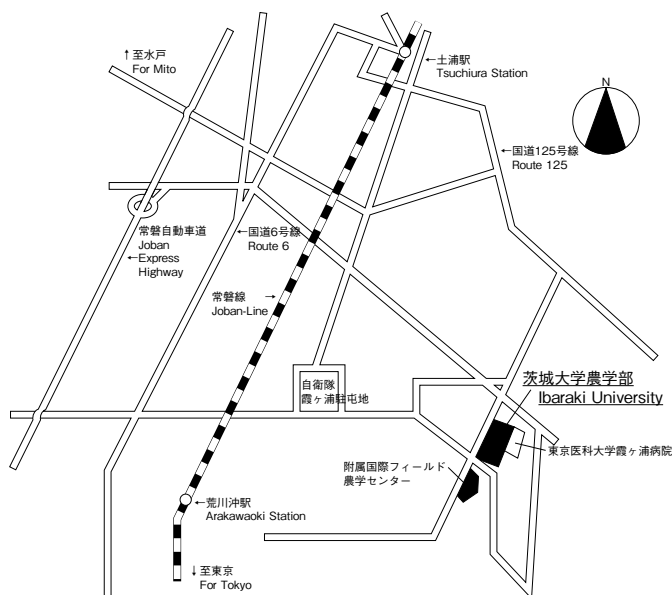 ↑至水戸
For Mito
←土浦駅
Tsuchiura Station
N
←国道125号線
Route 125
常磐自動車道
Joban
←Express
Highway
←国道6号線
Route 6
常磐線 →
Joban-Line
自衛隊
霞ヶ浦駐屯地
茨城大学農学部
Ibaraki University
東京医科大学霞ヶ浦病院
附属国際フィールド
農学センター
←荒川沖駅
Arakawaoki Station
↓至東京
For Tokyo